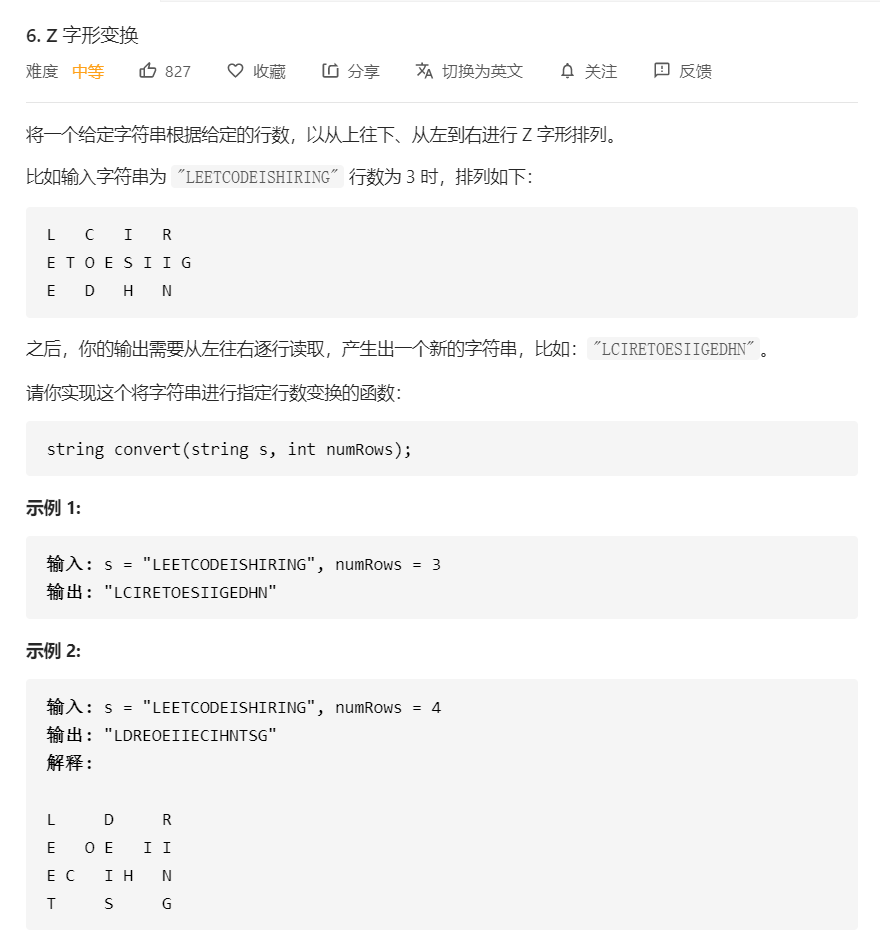 6. Z 字形变换
难度 中等 827 收藏 分享 切换为英文 关注 反馈
将一个给定字符串根据给定的行数，以从上往下、从左到右进行 Z 字形排列。
比如输入字符串为 "LEETCODEISHIRING" 行数为 3 时，排列如下：
L   C   I   R
E T O E S I I G
E   D   H   N
之后，你的输出需要从左往右逐行读取，产生出一个新的字符串，比如："LCIRETOESIIGEDHN"。
请你实现这个将字符串进行指定行数变换的函数：
string convert(string s, int numRows);
示例 1:
输入: s = "LEETCODEISHIRING", numRows = 3
输出: "LCIRETOESIIGEDHN"
示例 2:
输入: s = "LEETCODEISHIRING", numRows = 4
输出: "LDREOEIIECIHNTSG"
解释:
L     D     R
E   O E   I I
E C   I H   N
T     S     G